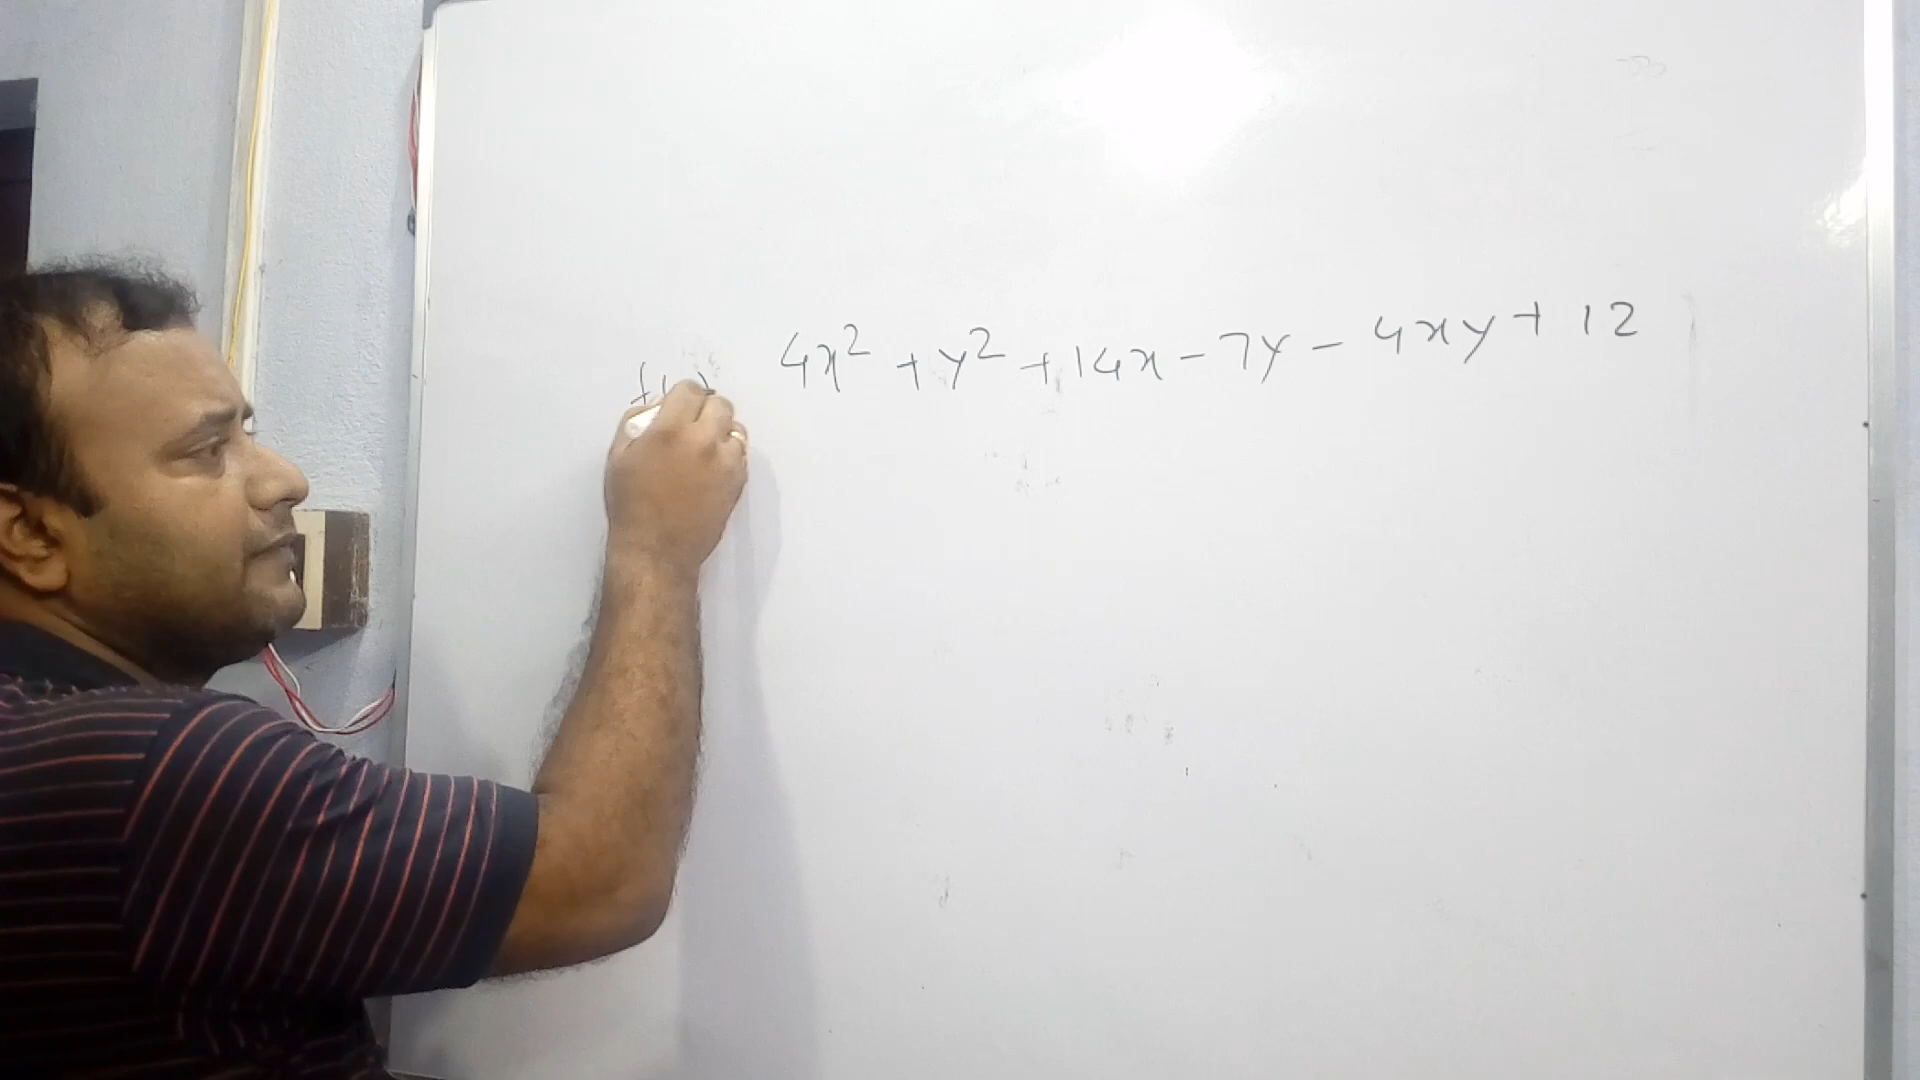 4x² + y² + 14x - 7y - 4xy + 12